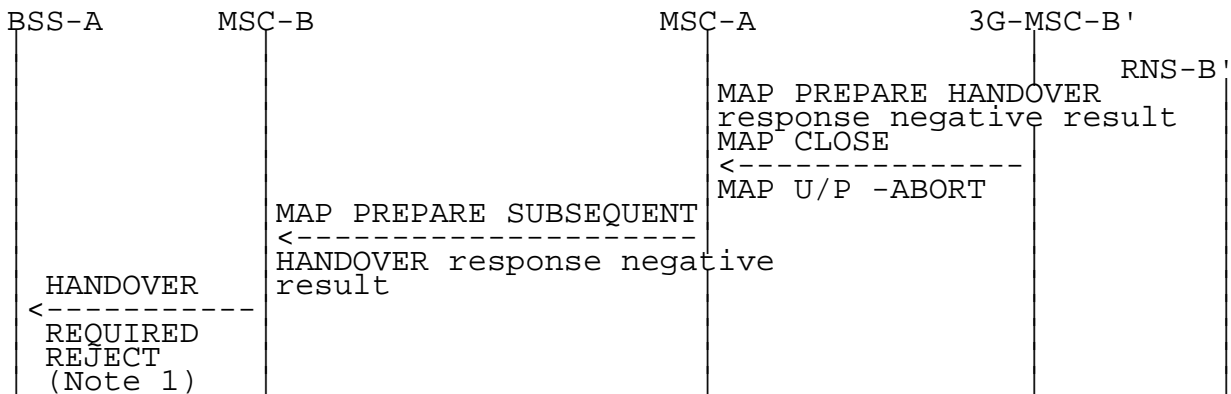 BSS-A MSC-B MSC-A 3G-MSC-B'
RNS-B'
MAP PREPARE HANDOVER
response negative result
MAP CLOSE
MAP U/P -ABORT
MAP PREPARE SUBSEQUENT
HANDOVER response negative
result
HANDOVER
REQUIRED
REJECT
(Note 1)